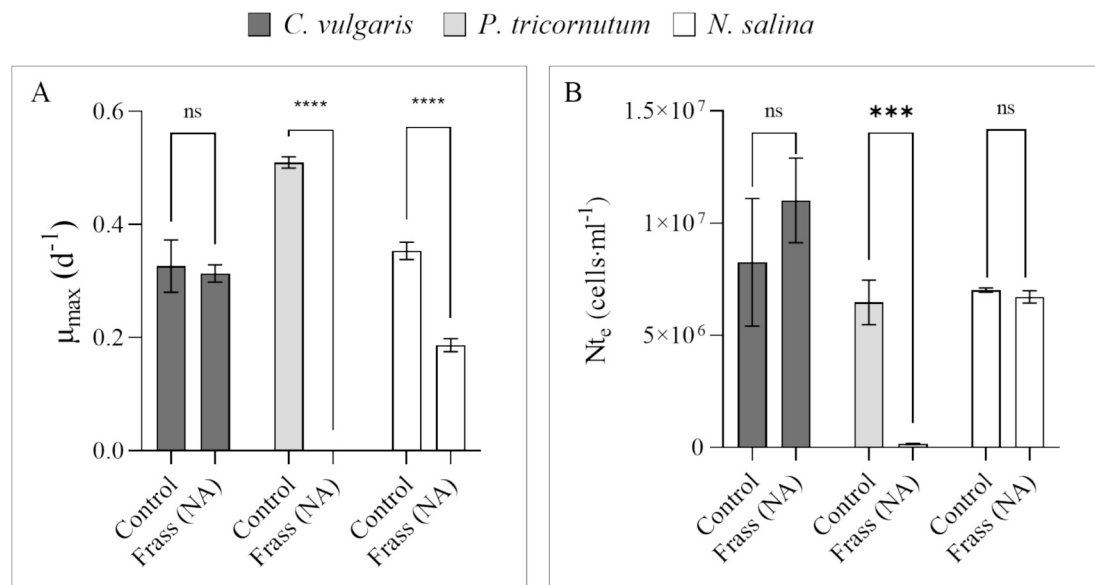 C. vulgaris P. tricornutum N. salina
A
ns
****
****
0.6
0.4
0.2
0.0
μmax (d⁻¹)
Control
Frass (NA)
Control
Frass (NA)
Control
Frass (NA)
B
ns
***
ns
1.5×10⁷
1×10⁷
5×10⁶
0
Nte (cells·ml⁻¹)
Control
Frass (NA)
Control
Frass (NA)
Control
Frass (NA)